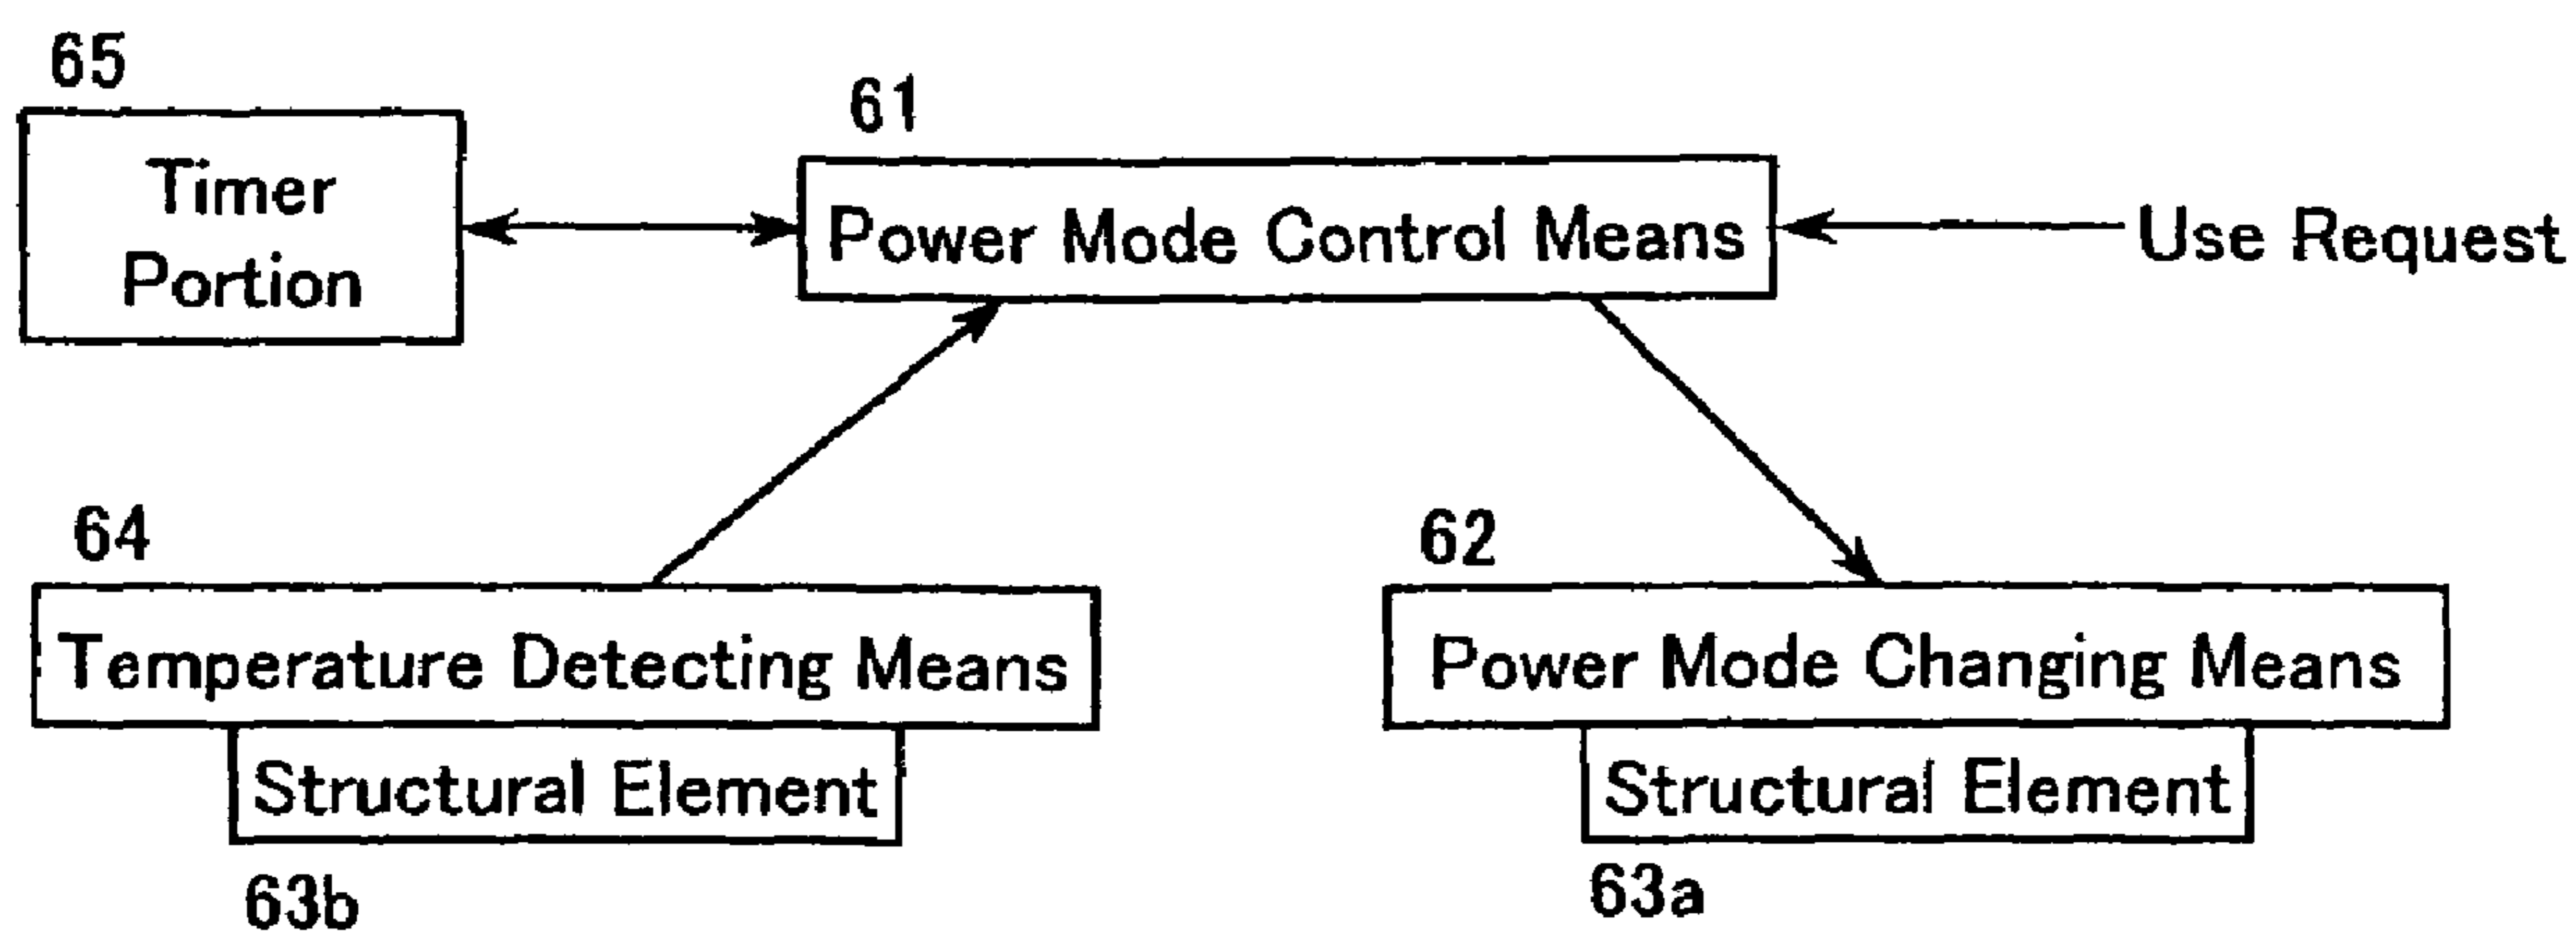 65
Timer
Portion
61
Power Mode Control Means
Use Request
64
Temperature Detecting Means
Structural Element
63b
62
Power Mode Changing Means
Structural Element
63a